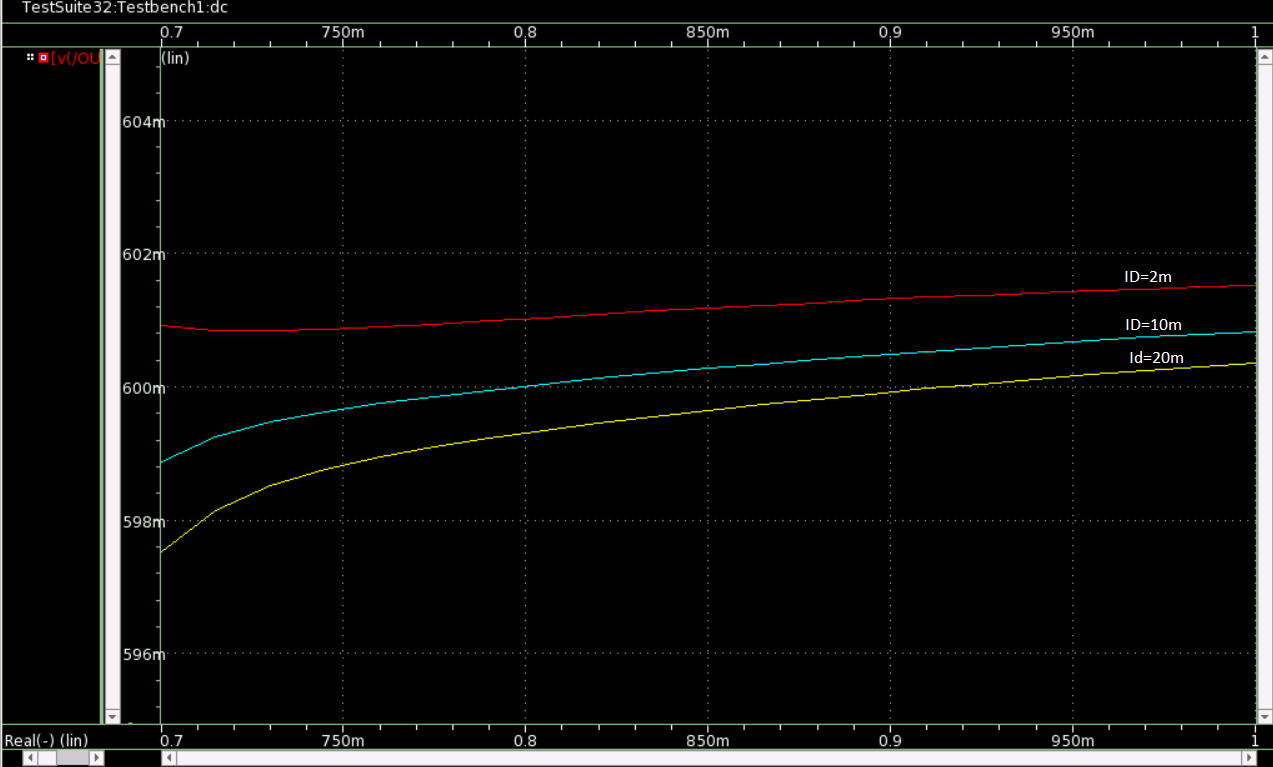 TestSuite32:Testbench1:dc
0.7 750m 0.8 850m 0.9 950m 1
[v(/OU (lin)
604m
602m
ID=2m
ID=10m
Id=20m
600m
598m
596m
Real(-) (lin) 0.7 750m 0.8 850m 0.9 950m 1